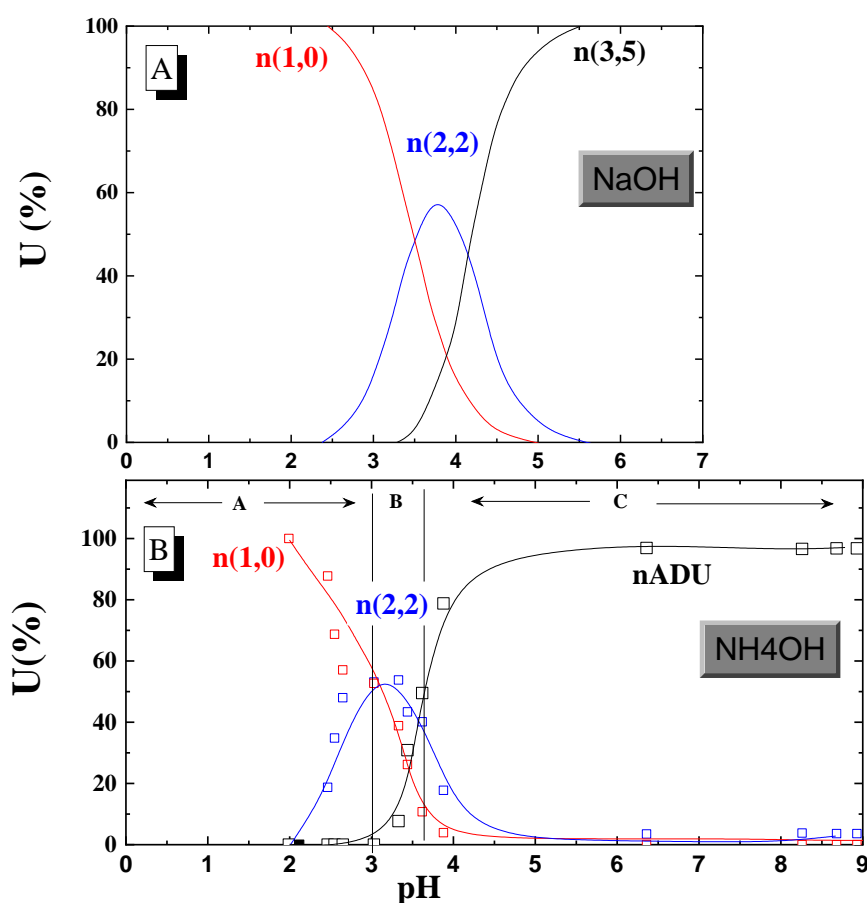 100
80
60
40
20
0
U (%)
A
n(1,0)
n(2,2)
n(3,5)
NaOH
0 1 2 3 4 5 6 7
A B C
100
80
60
40
20
0
U(%)
B
n(1,0)
n(2,2)
nADU
NH4OH
0 1 2 3 4 5 6 7 8 9
pH